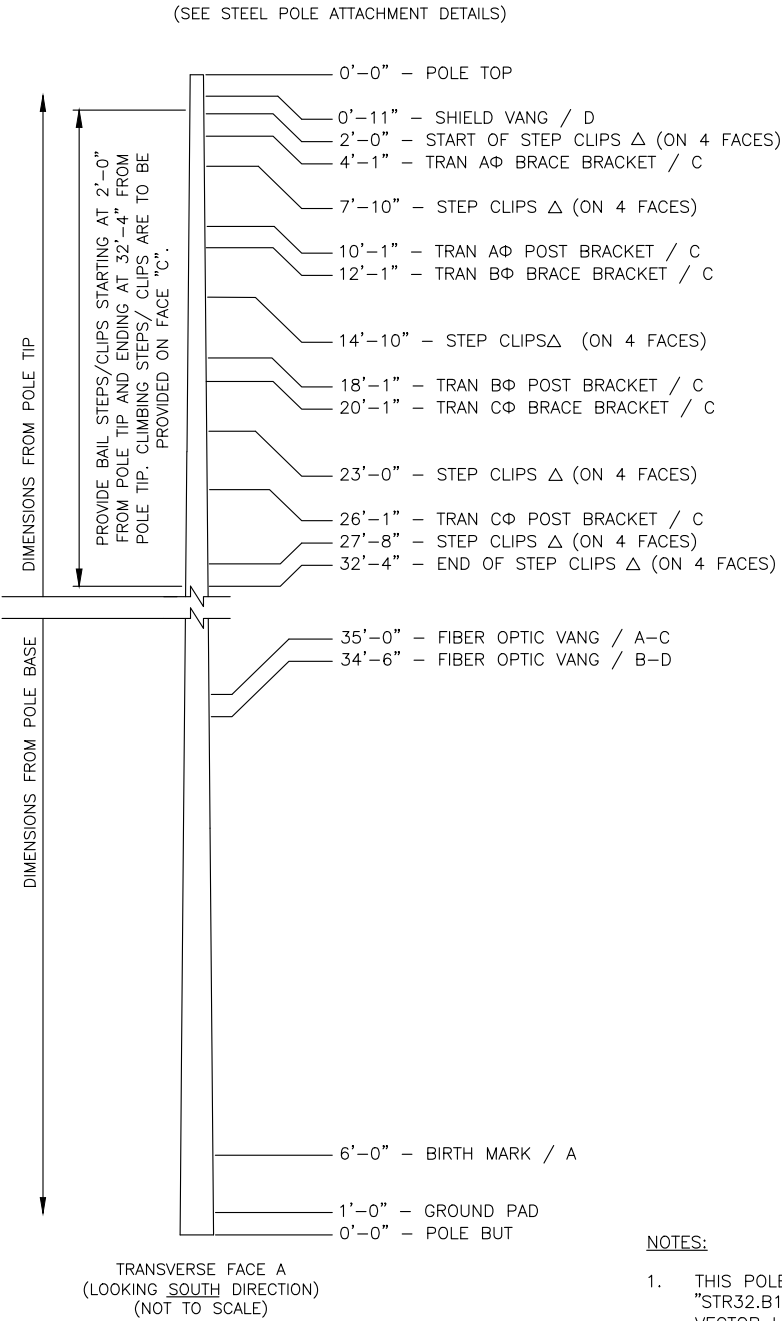 (SEE STEEL POLE ATTACHMENT DETAILS)
0'-0" - POLE TOP
0'-11" - SHIELD VANG / D
2'-0" - START OF STEP CLIPS △ (ON 4 FACES)
4'-1" - TRAN AΦ BRACE BRACKET / C
7'-10" - STEP CLIPS △ (ON 4 FACES)
10'-1" - TRAN AΦ POST BRACKET / C
12'-1" - TRAN BΦ BRACE BRACKET / C
14'-10" - STEP CLIPS△ (ON 4 FACES)
18'-1" - TRAN BΦ POST BRACKET / C
20'-1" - TRAN CΦ BRACE BRACKET / C
23'-0" - STEP CLIPS △ (ON 4 FACES)
26'-1" - TRAN CΦ POST BRACKET / C
27'-8" - STEP CLIPS △ (ON 4 FACES)
32'-4" - END OF STEP CLIPS △ (ON 4 FACES)
DIMENSIONS FROM POLE TIP
PROVIDE BAIL STEPS/CLIPS STARTING AT 2'-0"
FROM POLE TIP AND ENDING AT 32'-4" FROM
POLE TIP. CLIMBING STEPS/ CLIPS ARE TO BE
PROVIDED ON FACE "C".
35'-0" - FIBER OPTIC VANG / A-C
34'-6" - FIBER OPTIC VANG / B-D
DIMENSIONS FROM POLE BASE
6'-0" - BIRTH MARK / A
1'-0" - GROUND PAD
0'-0" - POLE BUT
TRANSVERSE FACE A
(LOOKING SOUTH DIRECTION)
(NOT TO SCALE)
NOTES:
1. THIS POLE
"STR32.B1